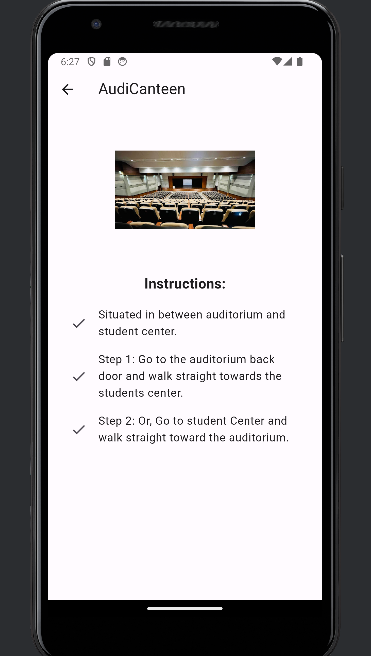 6:27
AudiCanteen
Instructions:
Situated in between auditorium and
student center.
Step 1: Go to the auditorium back
door and walk straight towards the
students center.
Step 2: Or, Go to student Center and
walk straight toward the auditorium.